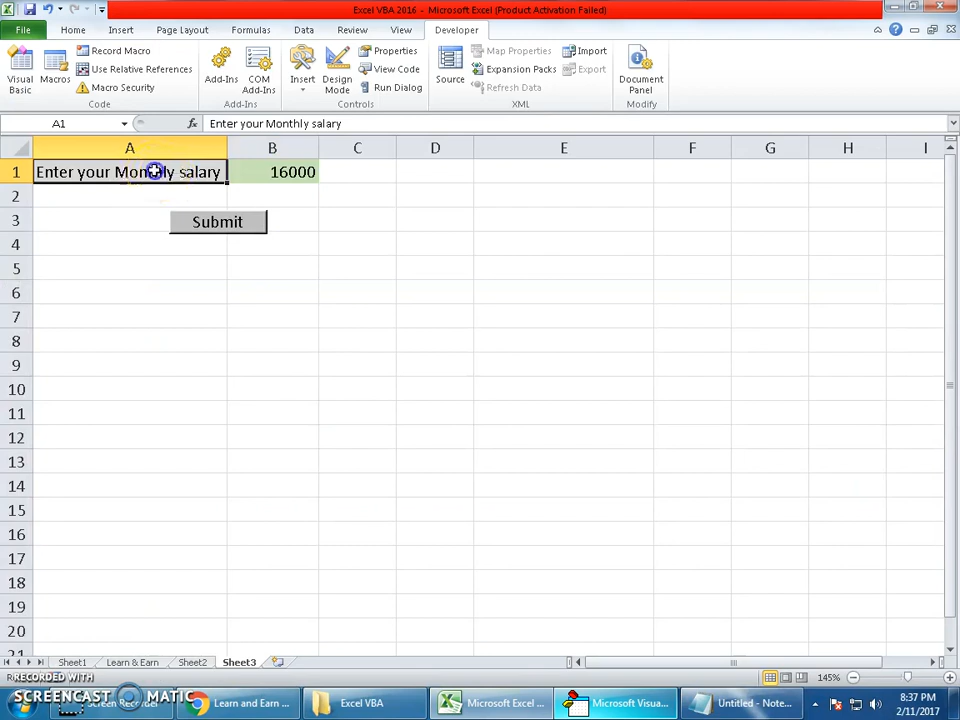 Excel VBA 2016 - Microsoft Excel (Product Activation Failed)
File Home Insert Page Layout Formulas Data Review View Developer
Visual Basic
Macros
Record Macro
Use Relative References
Macro Security
Code
Add-Ins
COM Add-Ins
Add-Ins
Insert
Design Mode
Properties
View Code
Run Dialog
Controls
Source
Map Properties
Expansion Packs
Refresh Data
Import
Export
XML
Document Panel
Modify
A1 fx Enter your Monthly salary
A B C D E F G H I
1 Enter your Monthly salary 16000
2
3 Submit
4
5
6
7
8
9
10
11
12
13
14
15
16
17
18
19
20
21
Sheet1 Learn & Earn Sheet2 Sheet3
145%
RECORDED WITH
SCREENCAST MATIC
Screen Recorder
Learn and Earn ...
Excel VBA
Microsoft Excel ...
Microsoft Visua...
Untitled - Note...
8:37 PM
2/11/2017